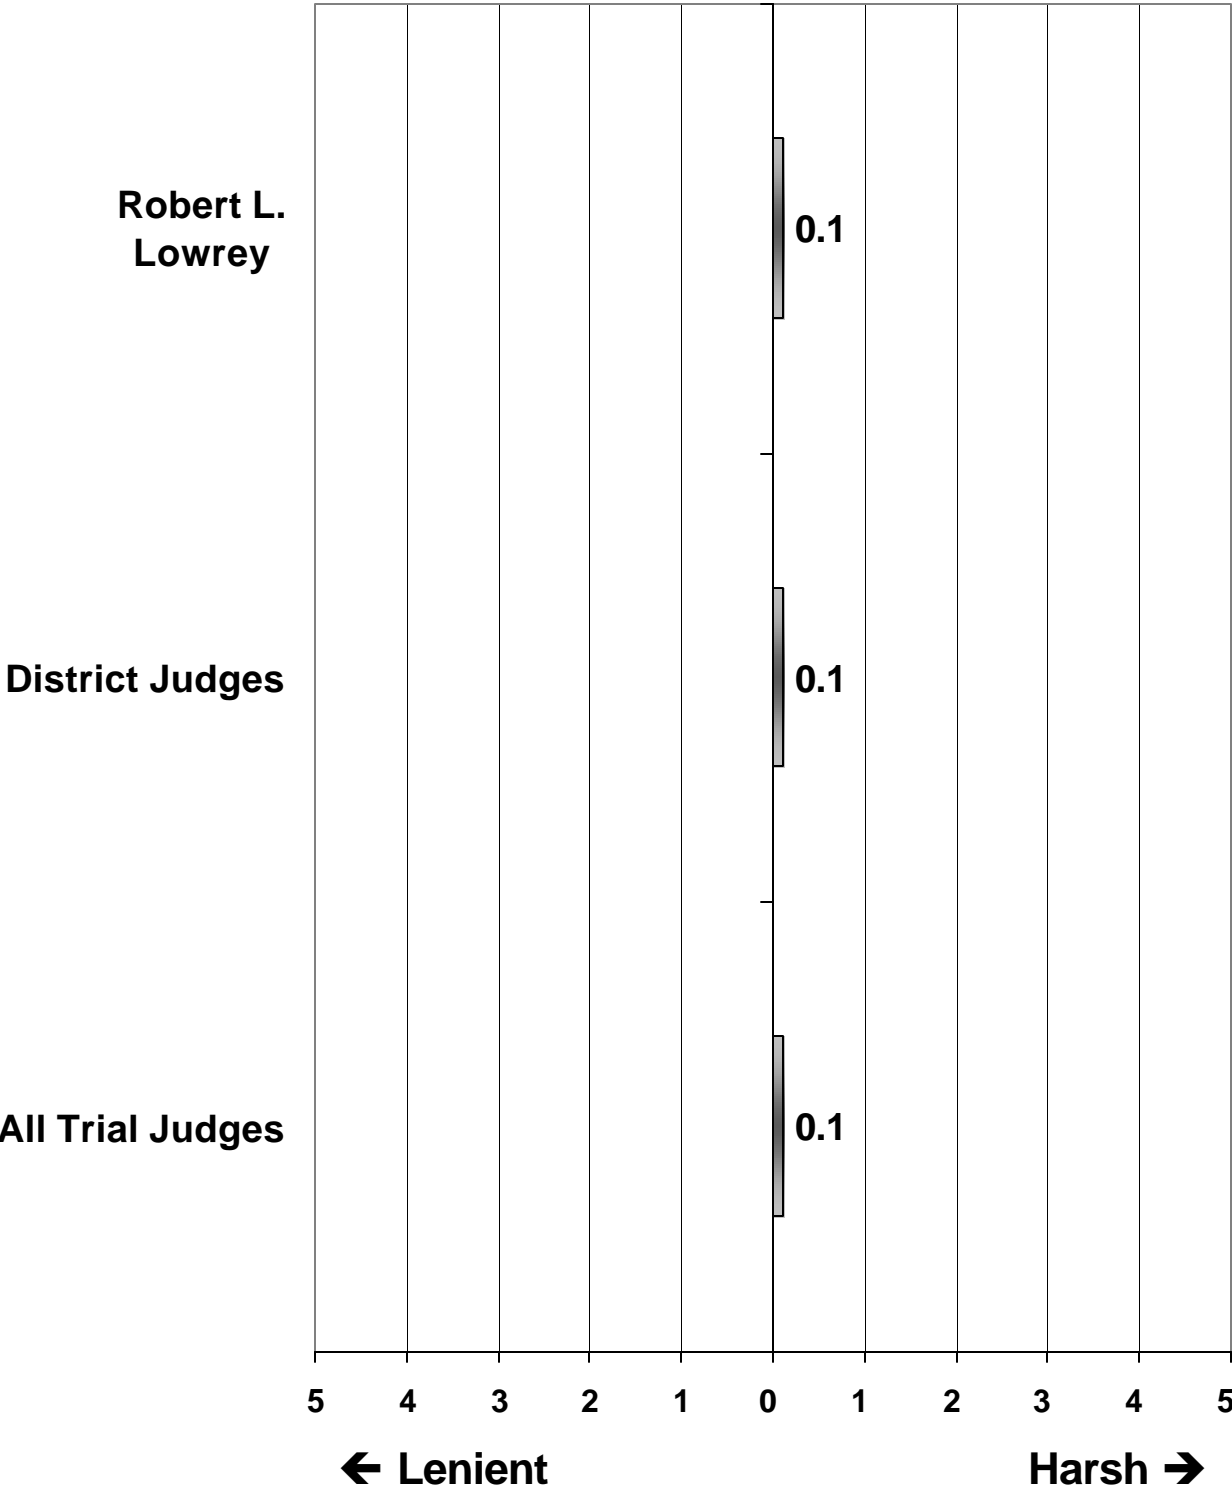 Robert L.
Lowrey
0.1
District Judges
0.1
All Trial Judges
0.1
5 4 3 2 1 0 1 2 3 4 5
← Lenient
Harsh →